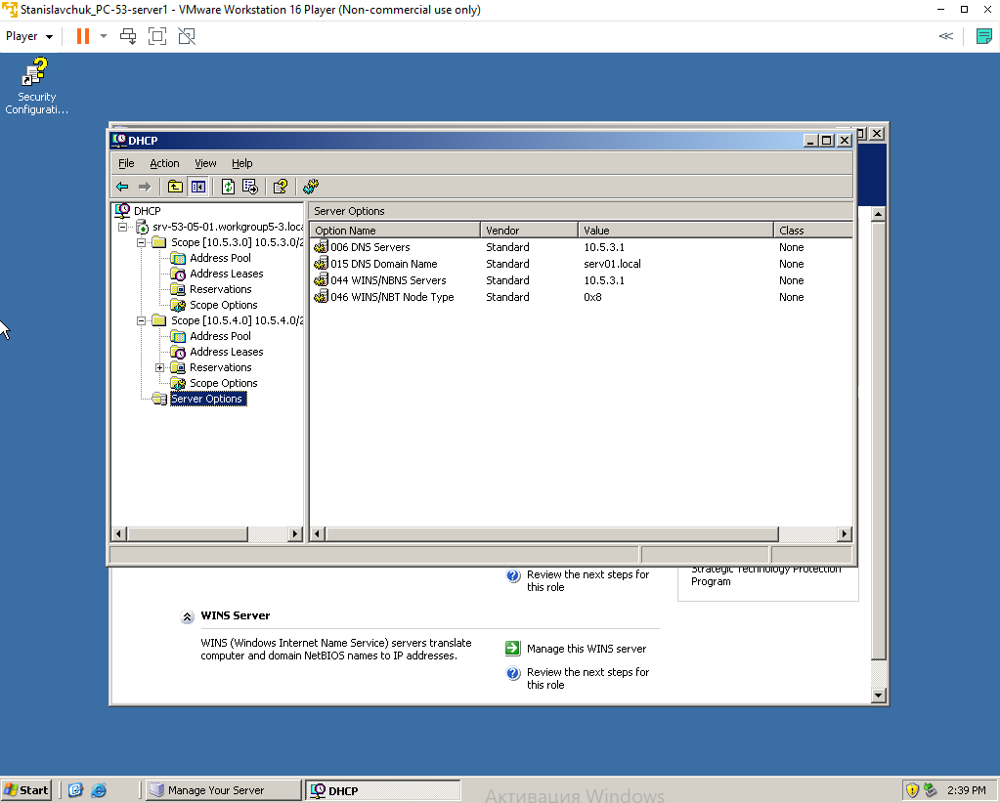 Stanislavchuk_PC-53-server1 - VMware Workstation 16 Player (Non-commercial use only)
Player
Security
Configurati...
DHCP
File Action View Help
DHCP
srv-53-05-01.workgroup5-3.loca
Scope [10.5.3.0] 10.5.3.0/2
Address Pool
Address Leases
Reservations
Scope Options
Scope [10.5.4.0] 10.5.4.0/2
Address Pool
Address Leases
Reservations
Scope Options
Server Options
Server Options
Option Name Vendor Value Class
006 DNS Servers Standard 10.5.3.1 None
015 DNS Domain Name Standard serv01.local None
044 WINS/NBNS Servers Standard 10.5.3.1 None
046 WINS/NBT Node Type Standard 0x8 None
Review the next steps for
this role
Strategic Technology Protection
Program
WINS Server
WINS (Windows Internet Name Service) servers translate
computer and domain NetBIOS names to IP addresses.
Manage this WINS server
Review the next steps for
this role
Start
Manage Your Server
DHCP
Активация Windows
2:39 PM